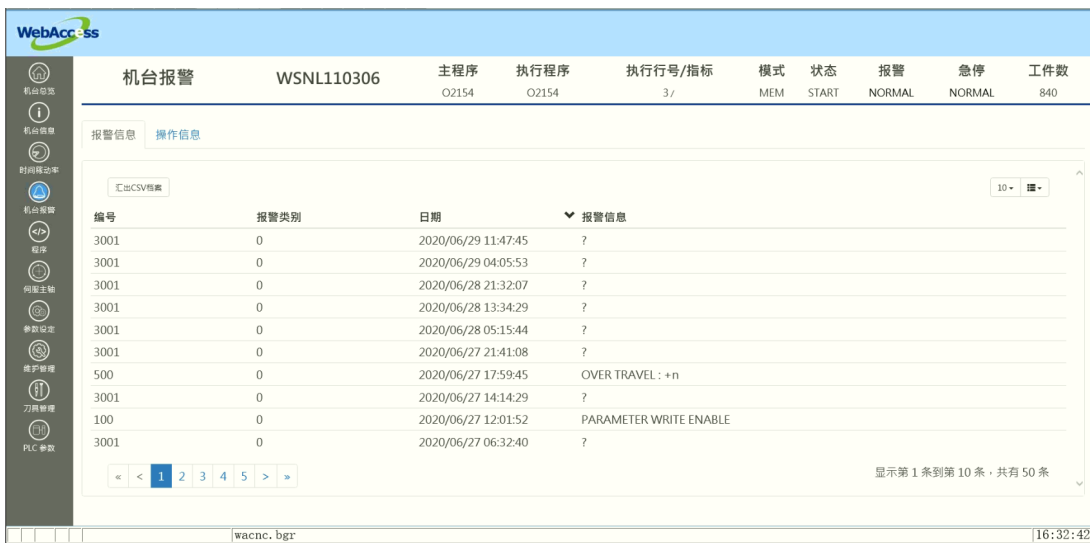 WebAccess
机台报警 WSNL110306 主程序 执行程序 执行行号/指标 模式 状态 报警 急停 工件数
O2154 O2154 3 / MEM START NORMAL NORMAL 840
机台总览
机台信息
时间稼动率
机台报警
程序
伺服主轴
参数设定
维护管理
刀具管理
PLC 参数
报警信息 操作信息
汇出CSV档案 10
编号 报警类别 日期 报警信息
3001 0 2020/06/29 11:47:45 ?
3001 0 2020/06/29 04:05:53 ?
3001 0 2020/06/28 21:32:07 ?
3001 0 2020/06/28 13:34:29 ?
3001 0 2020/06/28 05:15:44 ?
3001 0 2020/06/27 21:41:08 ?
500 0 2020/06/27 17:59:45 OVER TRAVEL : +n
3001 0 2020/06/27 14:14:29 ?
100 0 2020/06/27 12:01:52 PARAMETER WRITE ENABLE
3001 0 2020/06/27 06:32:40 ?
« < 1 2 3 4 5 > » 显示第 1 条到第 10 条，共有 50 条
wacnc.bgr 16:32:42